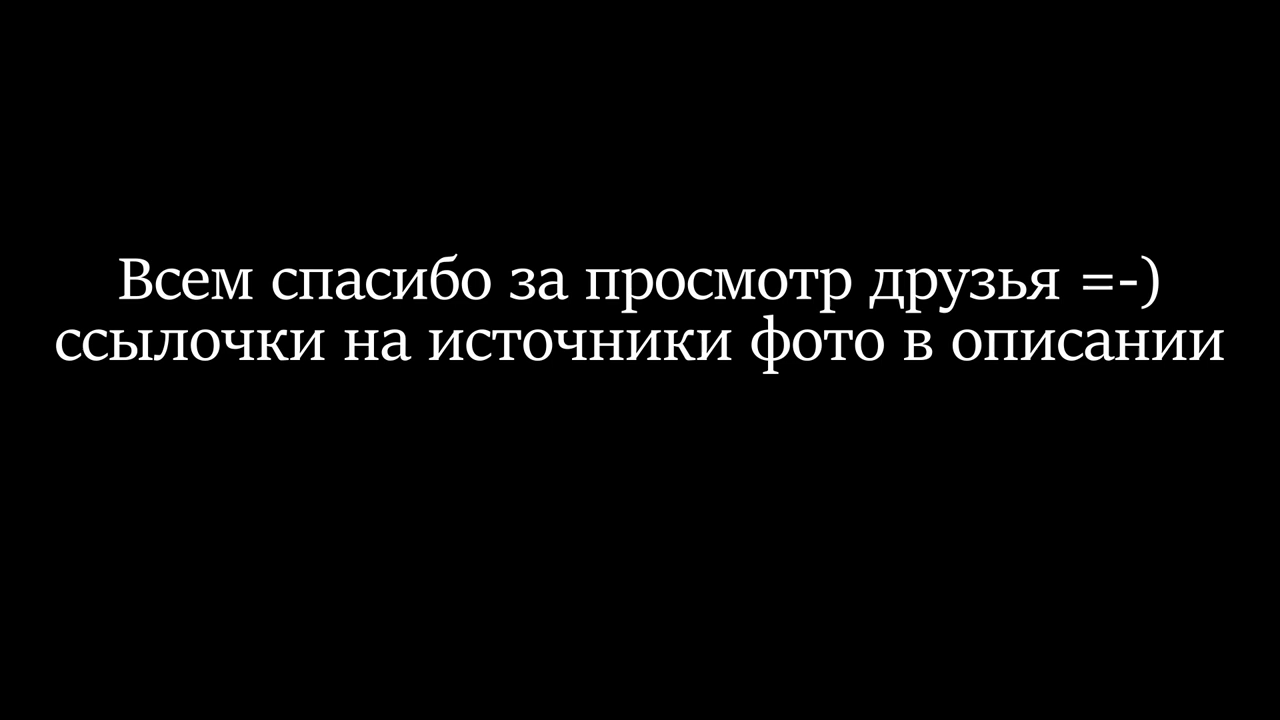 Всем спасибо за просмотр друзья =-)
ссылочки на источники фото в описании